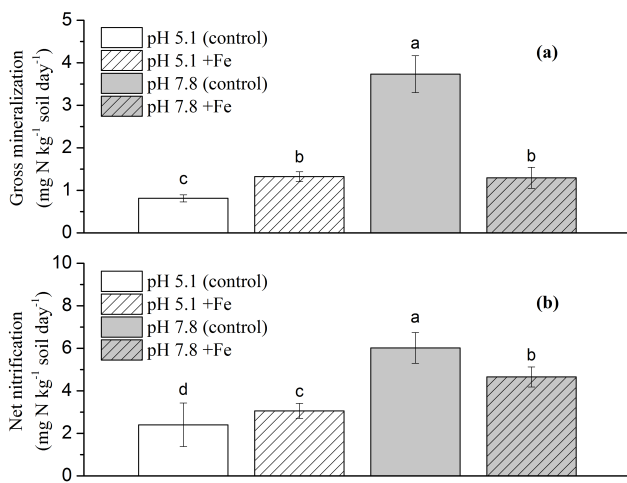 5
4
3
2
1
0
Gross mineralization
(mg N kg⁻¹ soil day⁻¹)
pH 5.1 (control)
pH 5.1 +Fe
pH 7.8 (control)
pH 7.8 +Fe
(a)
c
b
a
b
10
8
6
4
2
0
Net nitrification
(mg N kg⁻¹ soil day⁻¹)
pH 5.1 (control)
pH 5.1 +Fe
pH 7.8 (control)
pH 7.8 +Fe
(b)
d
c
a
b